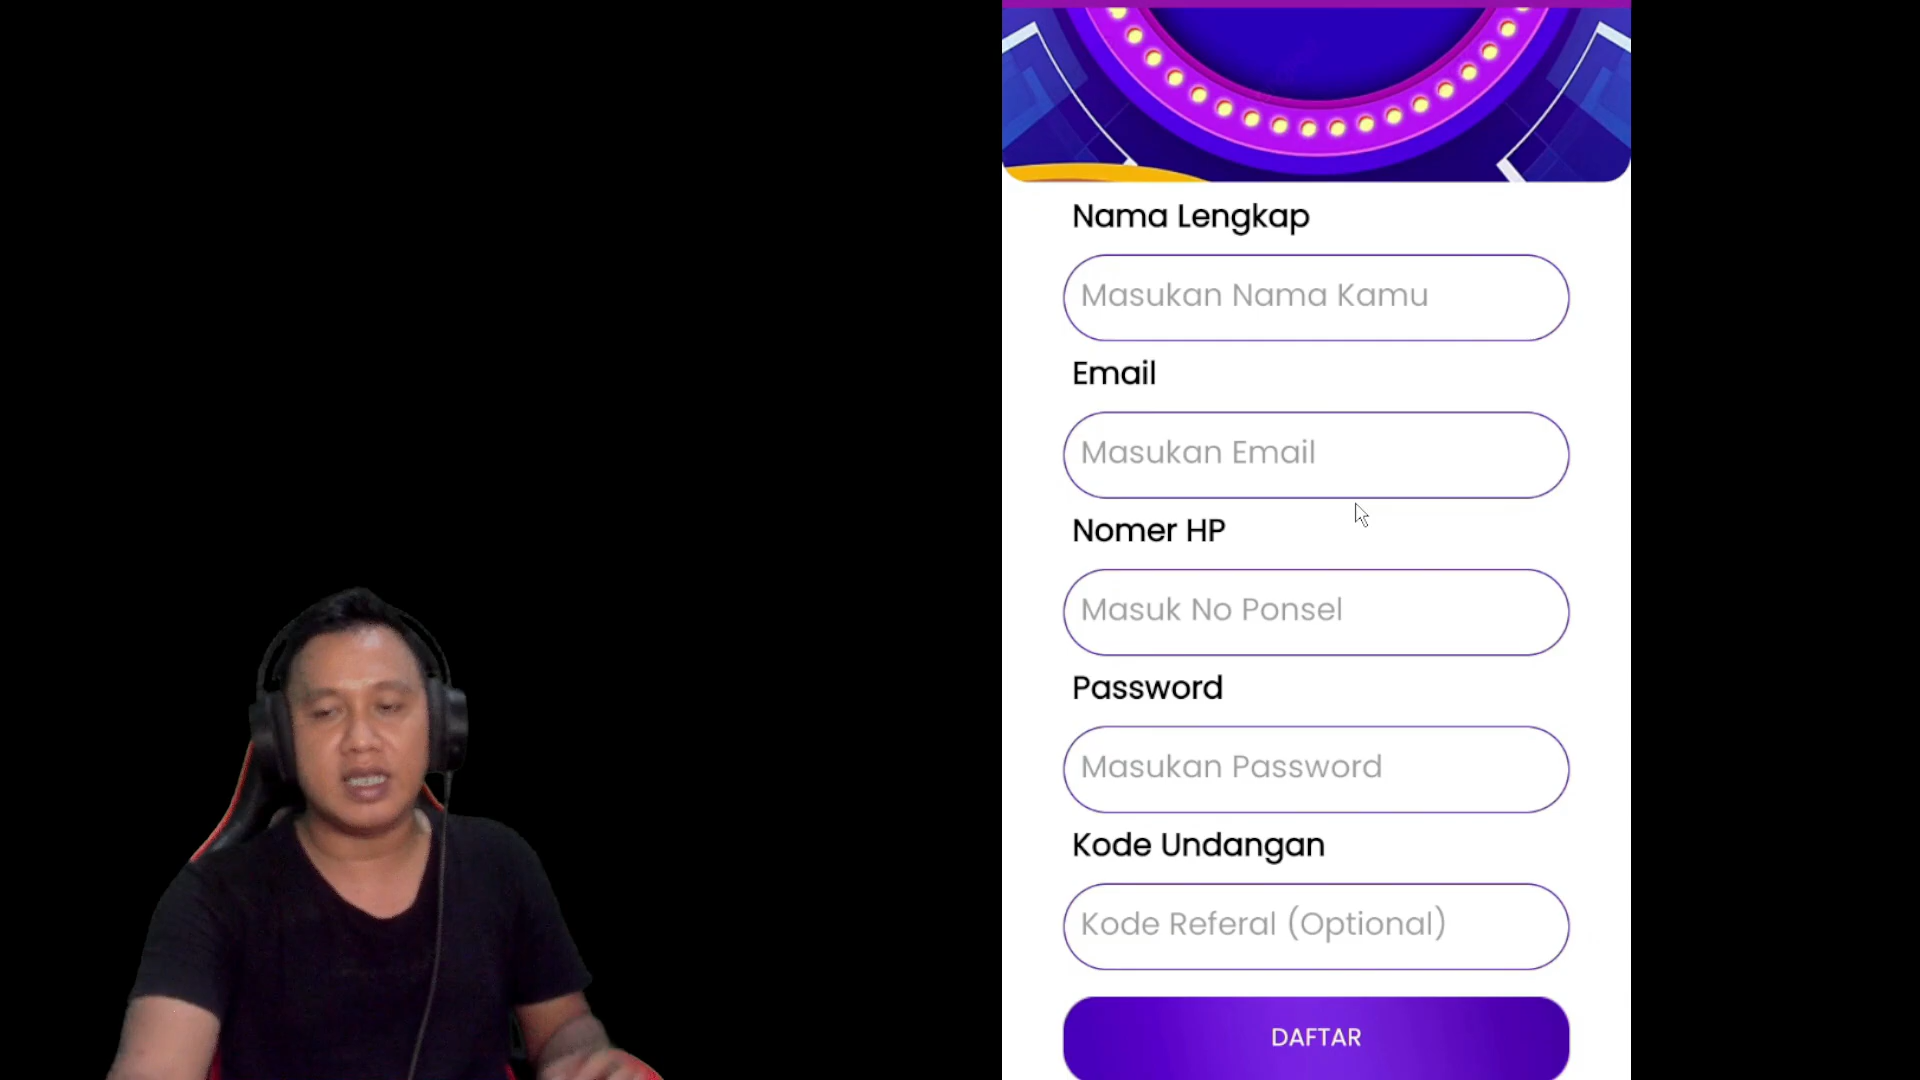 Nama Lengkap
Masukan Nama Kamu
Email
Masukan Email
Nomer HP
Masuk No Ponsel
Password
Masukan Password
Kode Undangan
Kode Referal (Optional)
DAFTAR